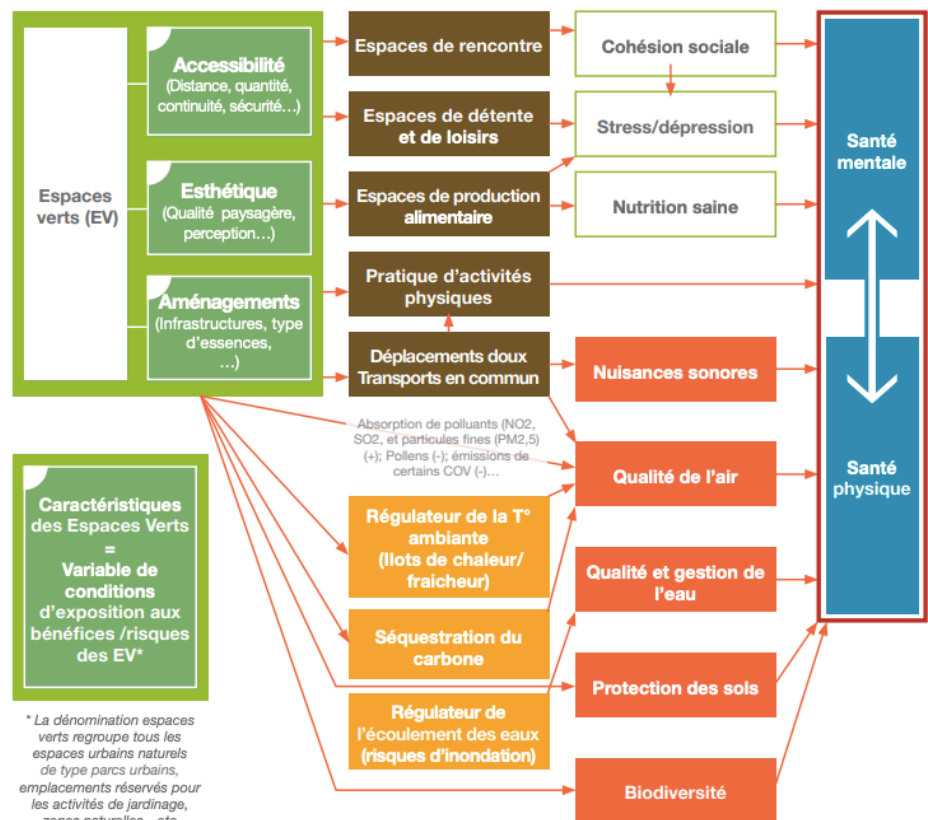 Espaces
verts (EV)
Accessibilité
(Distance, quantité,
continuité, sécurité…)
Esthétique
(Qualité paysagère,
perception…)
Aménagements
(Infrastructures, type
d'essences,
…)
Espaces de rencontre
Espaces de détente
et de loisirs
Espaces de production
alimentaire
Pratique d'activités
physiques
Déplacements doux
Transports en commun
Cohésion sociale
Stress/dépression
Nutrition saine
Nuisances sonores
Absorption de polluants (NO2,
SO2, et particules fines (PM2,5)
(+); Pollens (-); émissions de
certains COV (-)…
Qualité de l'air
Régulateur de la T°
ambiante
(Ilots de chaleur/
fraicheur)
Qualité et gestion de
l'eau
Séquestration du
carbone
Protection des sols
Régulateur de
l'écoulement des eaux
(risques d'inondation)
Biodiversité
Santé
mentale
Santé
physique
Caractéristiques
des Espaces Verts
=
Variable de
conditions
d'exposition aux
bénéfices /risques
des EV*
* La dénomination espaces
verts regroupe tous les
espaces urbains naturels
de type parcs urbains,
emplacements réservés pour
les activités de jardinage,
zones naturelles…etc